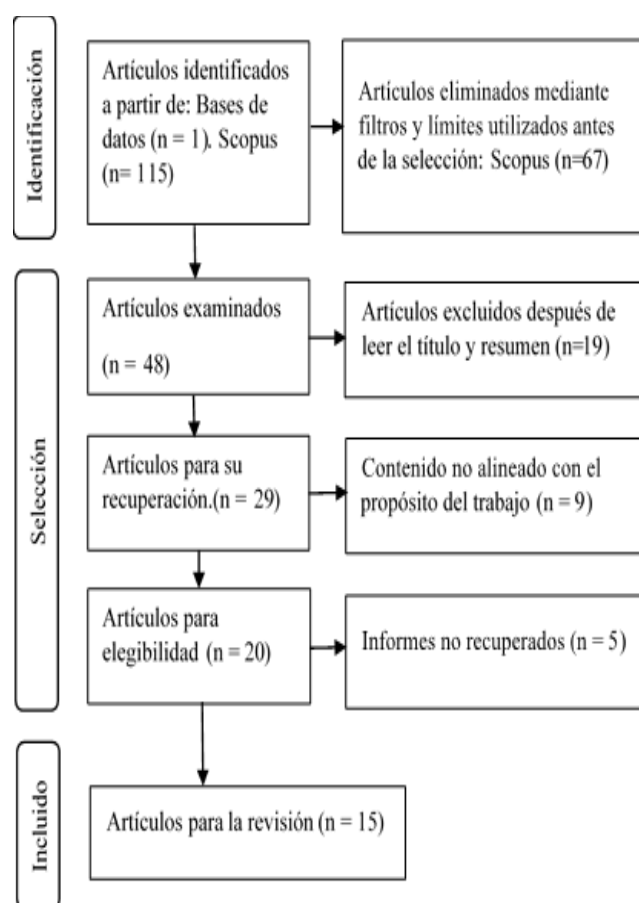 Identificación
Artículos identificados
a partir de: Bases de
datos (n = 1). Scopus
(n= 115)
Artículos eliminados mediante
filtros y límites utilizados antes
de la selección: Scopus (n=67)
Selección
Artículos examinados
(n = 48)
Artículos excluidos después de
leer el título y resumen (n=19)
Artículos para su
recuperación.(n = 29)
Contenido no alineado con el
propósito del trabajo (n = 9)
Artículos para
elegibilidad (n = 20)
Informes no recuperados (n = 5)
Incluido
Artículos para la revisión (n = 15)